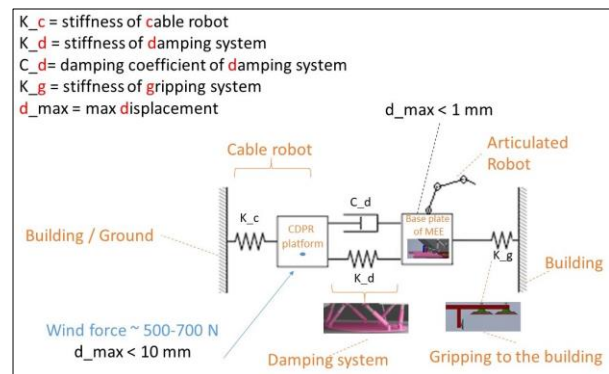 K_c = stiffness of cable robot
K_d = stiffness of damping system
C_d= damping coefficient of damping system
K_g = stiffness of gripping system
d_max = max displacement
d_max < 1 mm
Articulated
Robot
Cable robot
C_d
K_c
CDPR
platform
Base plate
of MEE
Building / Ground
K_d
K_g
Building
Wind force ~ 500-700 N
d_max < 10 mm
Damping system
Gripping to the building